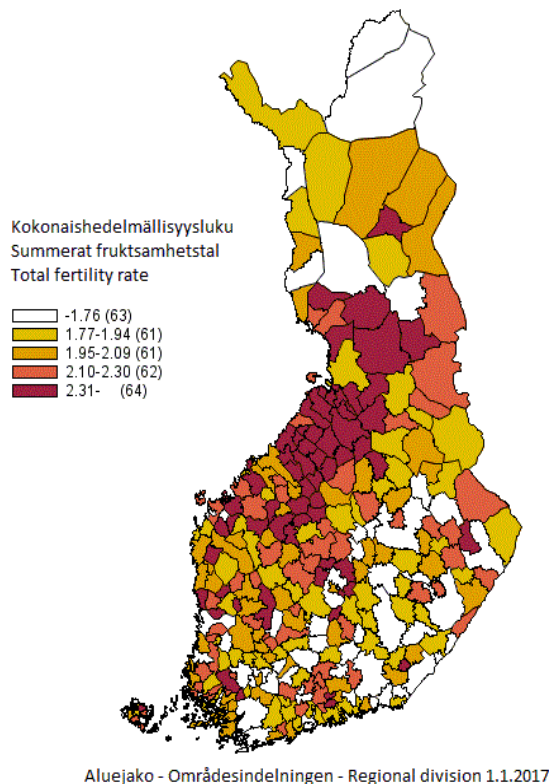 Kokonaishedelmällisyysluku
Summerat fruktsamhetstal
Total fertility rate
-1.76 (63)
1.77-1.94 (61)
1.95-2.09 (61)
2.10-2.30 (62)
2.31- (64)
Aluejako - Områdesindelningen - Regional division 1.1.2017